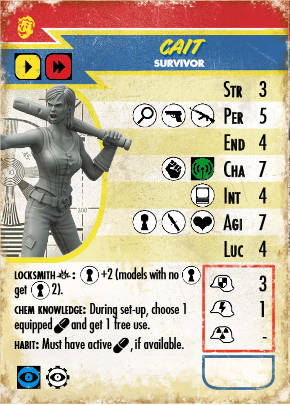 CAIT
SURVIVOR
STR 3
PER 5
END 4
CHA 7
INT 4
AGI 7
LUC 4
LOCKSMITH : +2 (models with no
get 2).
CHEM KNOWLEDGE: During set-up, choose 1
equipped and get 1 free use.
HABIT: Must have active , if available.
3
1
-